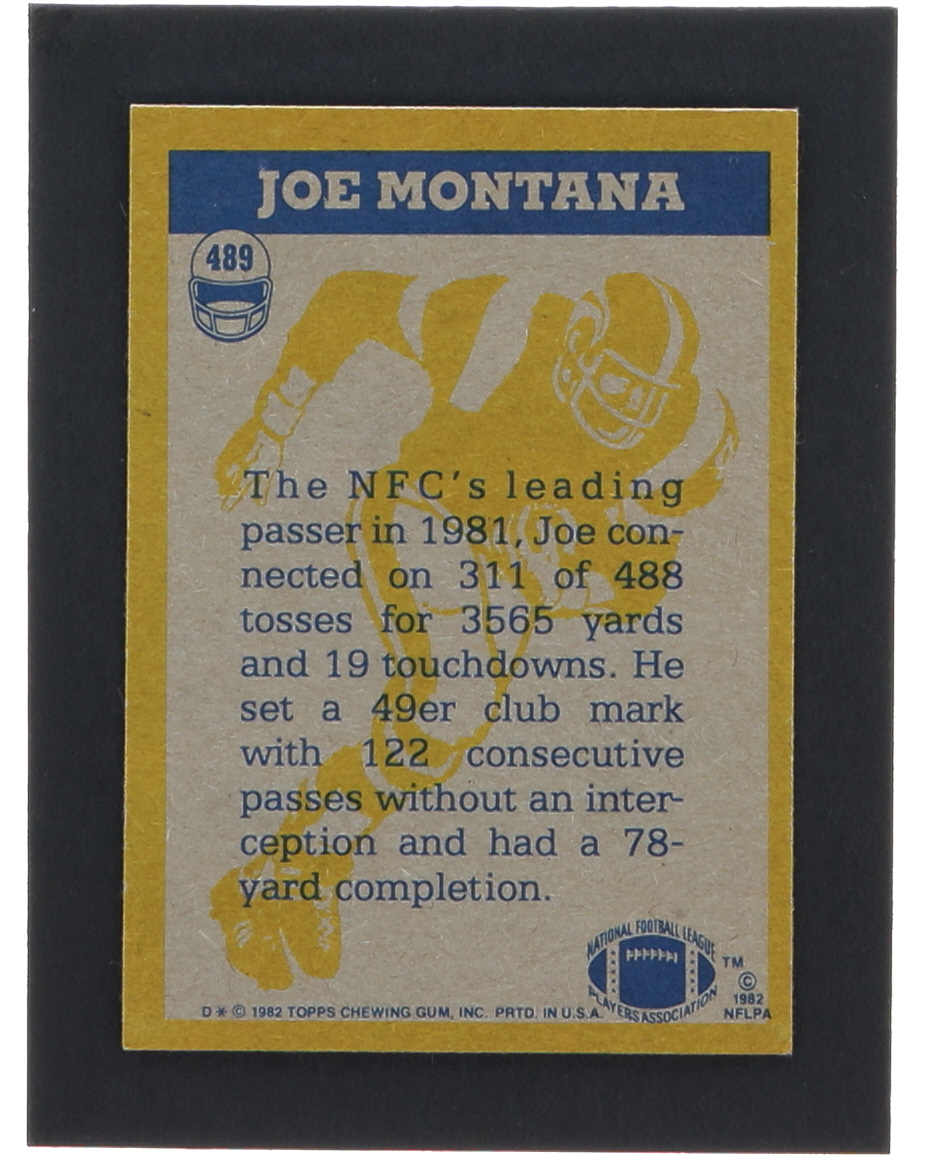 JOE MONTANA
489
The NFC's leading
passer in 1981, Joe con-
nected on 311 of 488
tosses for 3565 yards
and 19 touchdowns. He
set a 49er club mark
with 122 consecutive
passes without an inter-
ception and had a 78-
yard completion.
NATIONAL FOOTBALL LEAGUE
PLAYERS ASSOCIATION
TM
©
1982
NFLPA
D * © 1982 TOPPS CHEWING GUM, INC. PRTD. IN U.S.A.